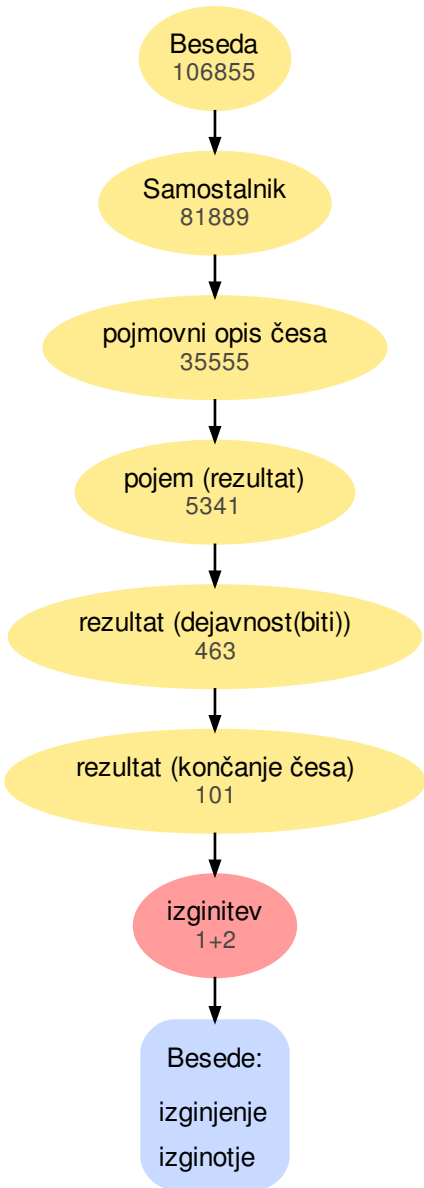 Beseda
106855
Samostalnik
81889
pojmovni opis česa
35555
pojem (rezultat)
5341
rezultat (dejavnost(biti))
463
rezultat (končanje česa)
101
izginitev
1+2
Besede:
izginjenje
izginotje